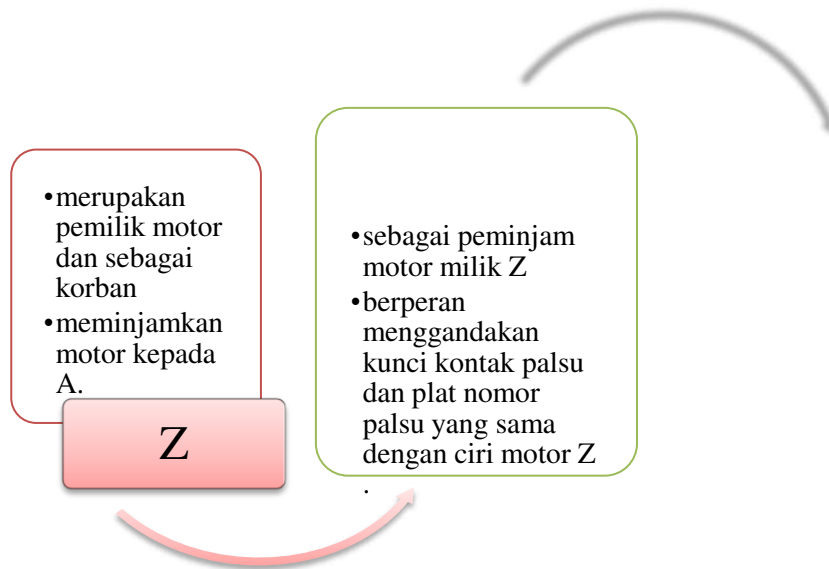 •merupakan
pemilik motor
dan sebagai
korban
•meminjamkan
motor kepada
A.
Z
•sebagai peminjam
motor milik Z
•berperan
menggandakan
kunci kontak palsu
dan plat nomor
palsu yang sama
dengan ciri motor Z
.